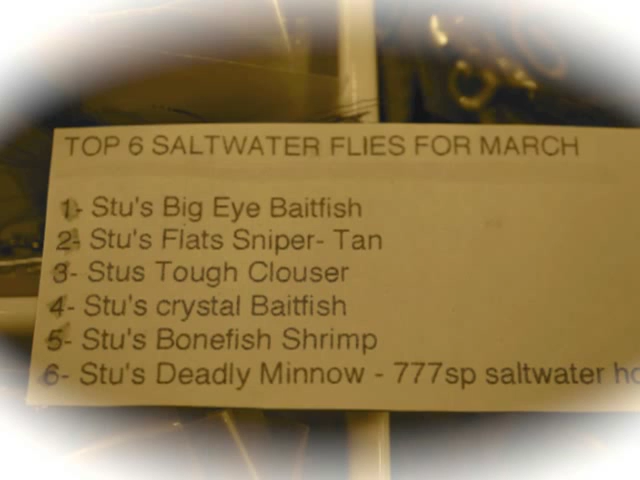 TOP 6 SALTWATER FLIES FOR MARCH
1- Stu's Big Eye Baitfish
2- Stu's Flats Sniper- Tan
3- Stus Tough Clouser
4- Stu's crystal Baitfish
5- Stu's Bonefish Shrimp
6- Stu's Deadly Minnow - 777sp saltwater